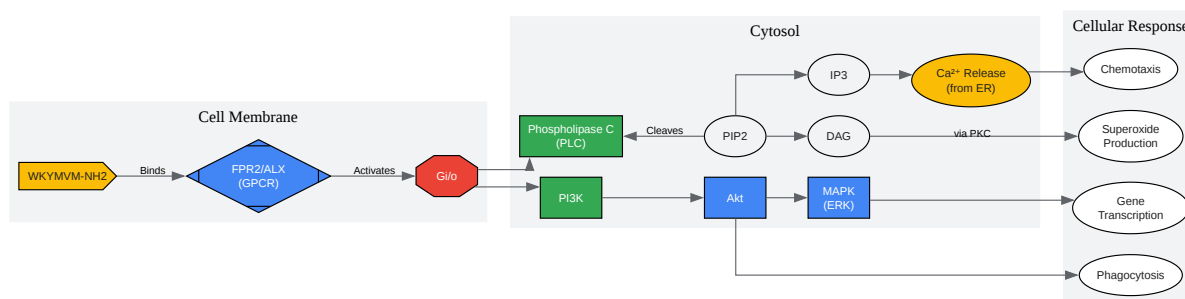 Cell Membrane
WKYMVM-NH2
Binds
FPR2/ALX
(GPCR)
Activates
Gi/o
Cytosol
Phospholipase C
(PLC)
Cleaves
PIP2
IP3
Ca²⁺ Release
(from ER)
DAG
via PKC
PI3K
Akt
MAPK
(ERK)
Cellular Response
Chemotaxis
Superoxide
Production
Gene
Transcription
Phagocytosis